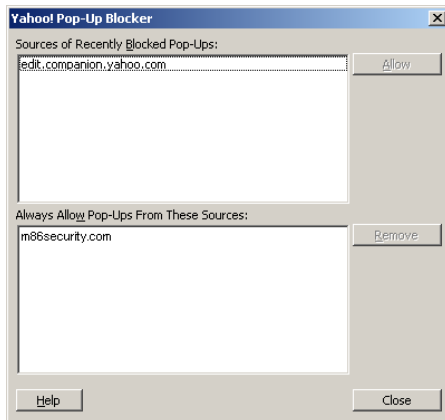 Yahoo! Pop-Up Blocker
Sources of Recently Blocked Pop-Ups:
edit.companion.yahoo.com
Allow
Always Allow Pop-Ups From These Sources:
m86security.com
Remove
Help
Close